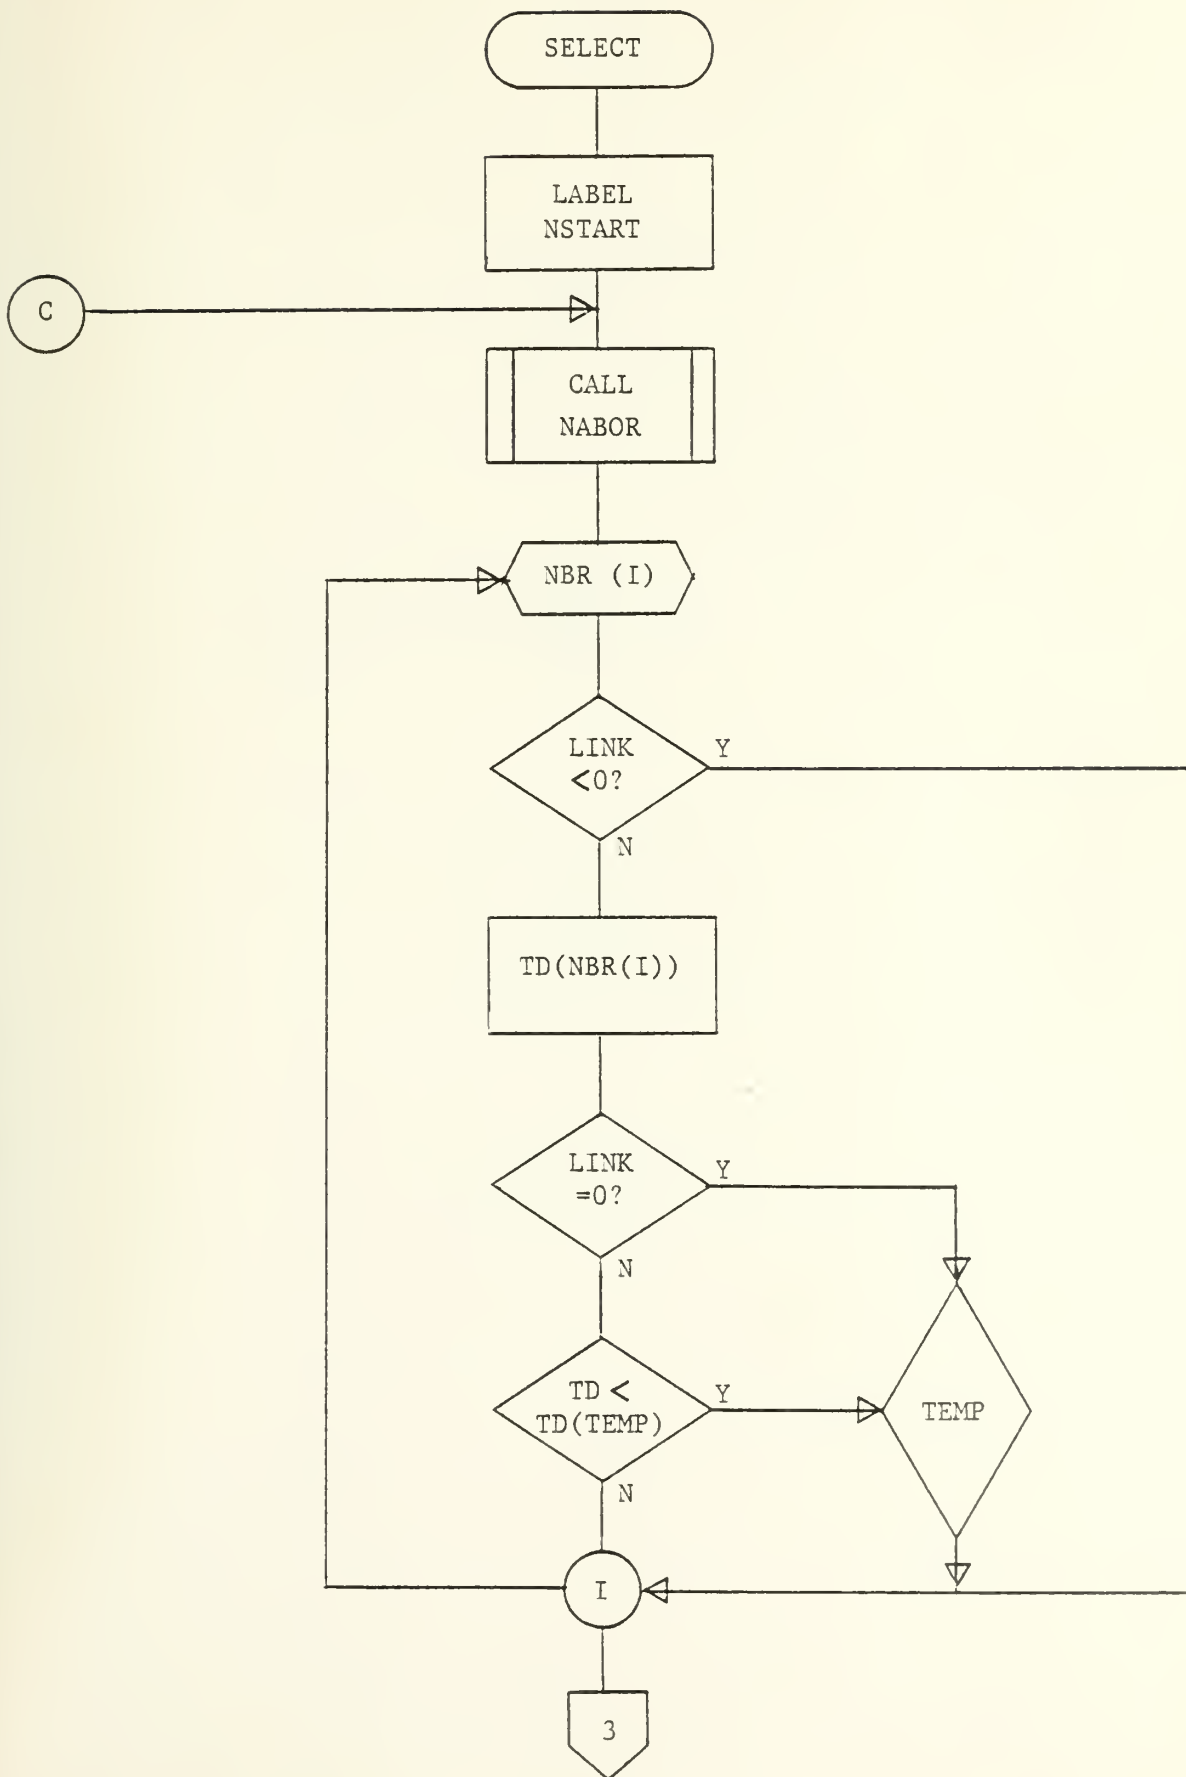 SELECT
LABEL
NSTART
C
CALL
NABOR
NBR (I)
LINK
<0?
Y
N
TD(NBR(I))
LINK
=0?
Y
N
TD <
TD(TEMP)
Y
TEMP
N
I
3